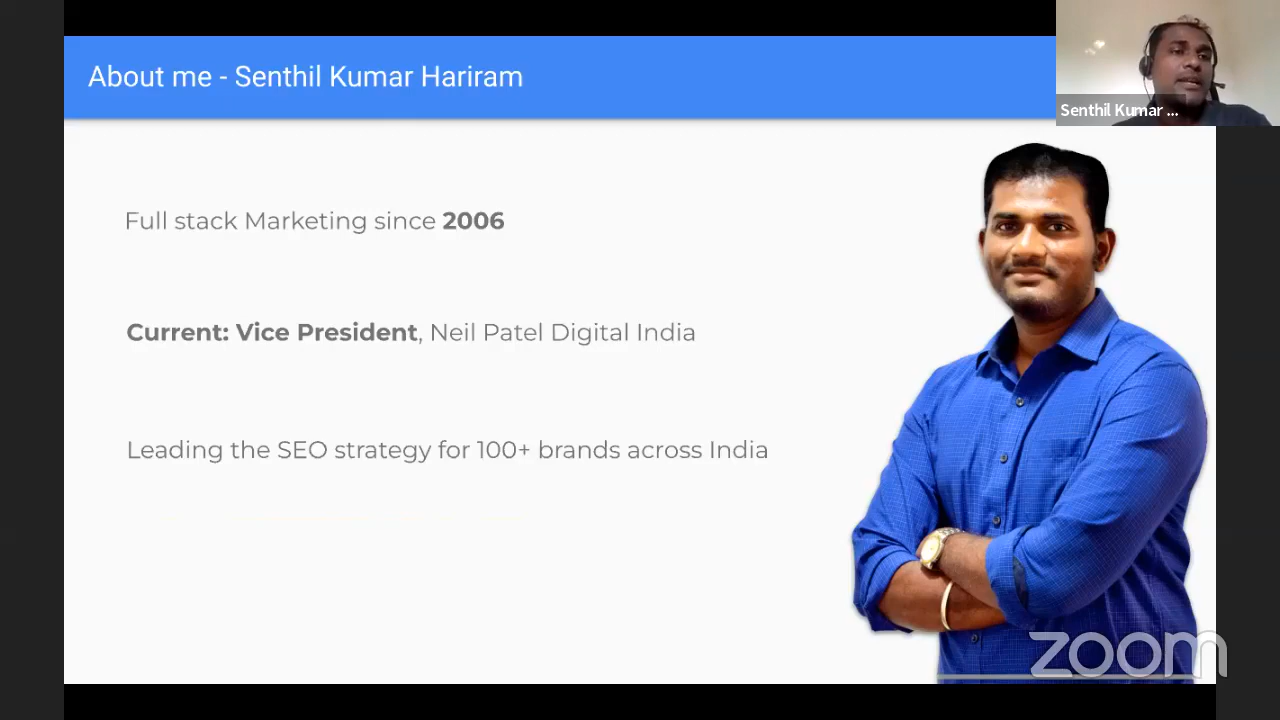 About me - Senthil Kumar Hariram
Senthil Kumar ...
Full stack Marketing since 2006
Current: Vice President, Neil Patel Digital India
Leading the SEO strategy for 100+ brands across India
zoom